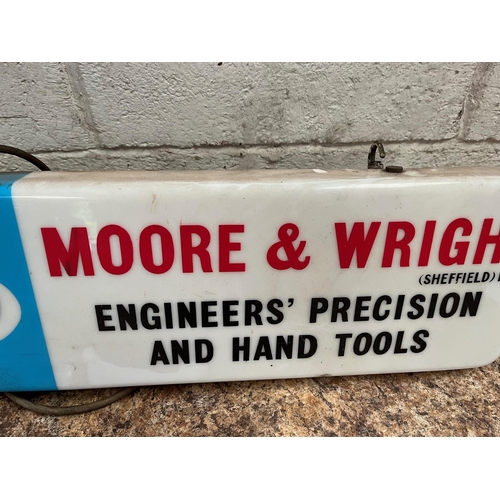 MOORE & WRIGH
(SHEFFIELD)
ENGINEERS' PRECISION
AND HAND TOOLS